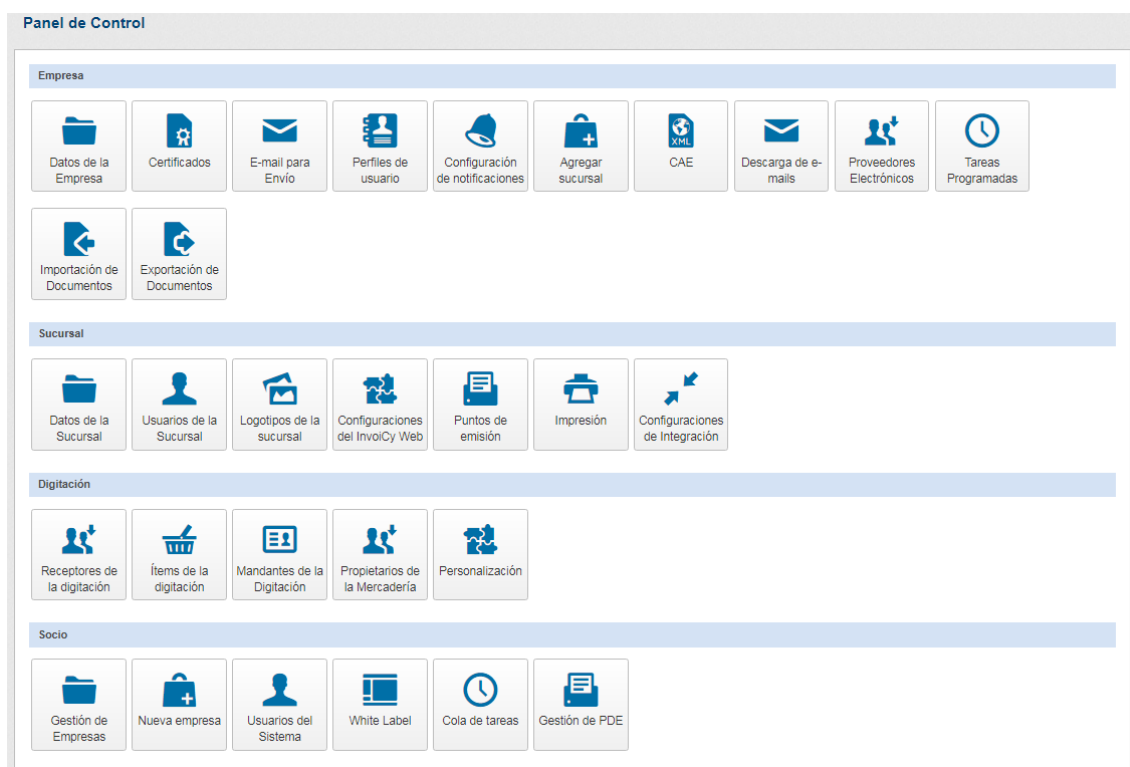 Panel de Control
Empresa
Datos de la
Empresa
Certificados
E-mail para
Envío
Perfiles de
usuario
Configuración
de notificaciones
Agregar
sucursal
XML
CAE
Descarga de e-
mails
Proveedores
Electrónicos
Tareas
Programadas
Importación de
Documentos
Exportación de
Documentos
Sucursal
Datos de la
Sucursal
Usuarios de la
Sucursal
Logotipos de la
sucursal
Configuraciones
del InvoiCy Web
Puntos de
emisión
Impresión
Configuraciones
de Integración
Digitación
Receptores de
la digitación
Ítems de la
digitación
Mandantes de la
Digitación
Propietarios de
la Mercadería
Personalización
Socio
Gestión de
Empresas
Nueva empresa
Usuarios del
Sistema
White Label
Cola de tareas
Gestión de PDE